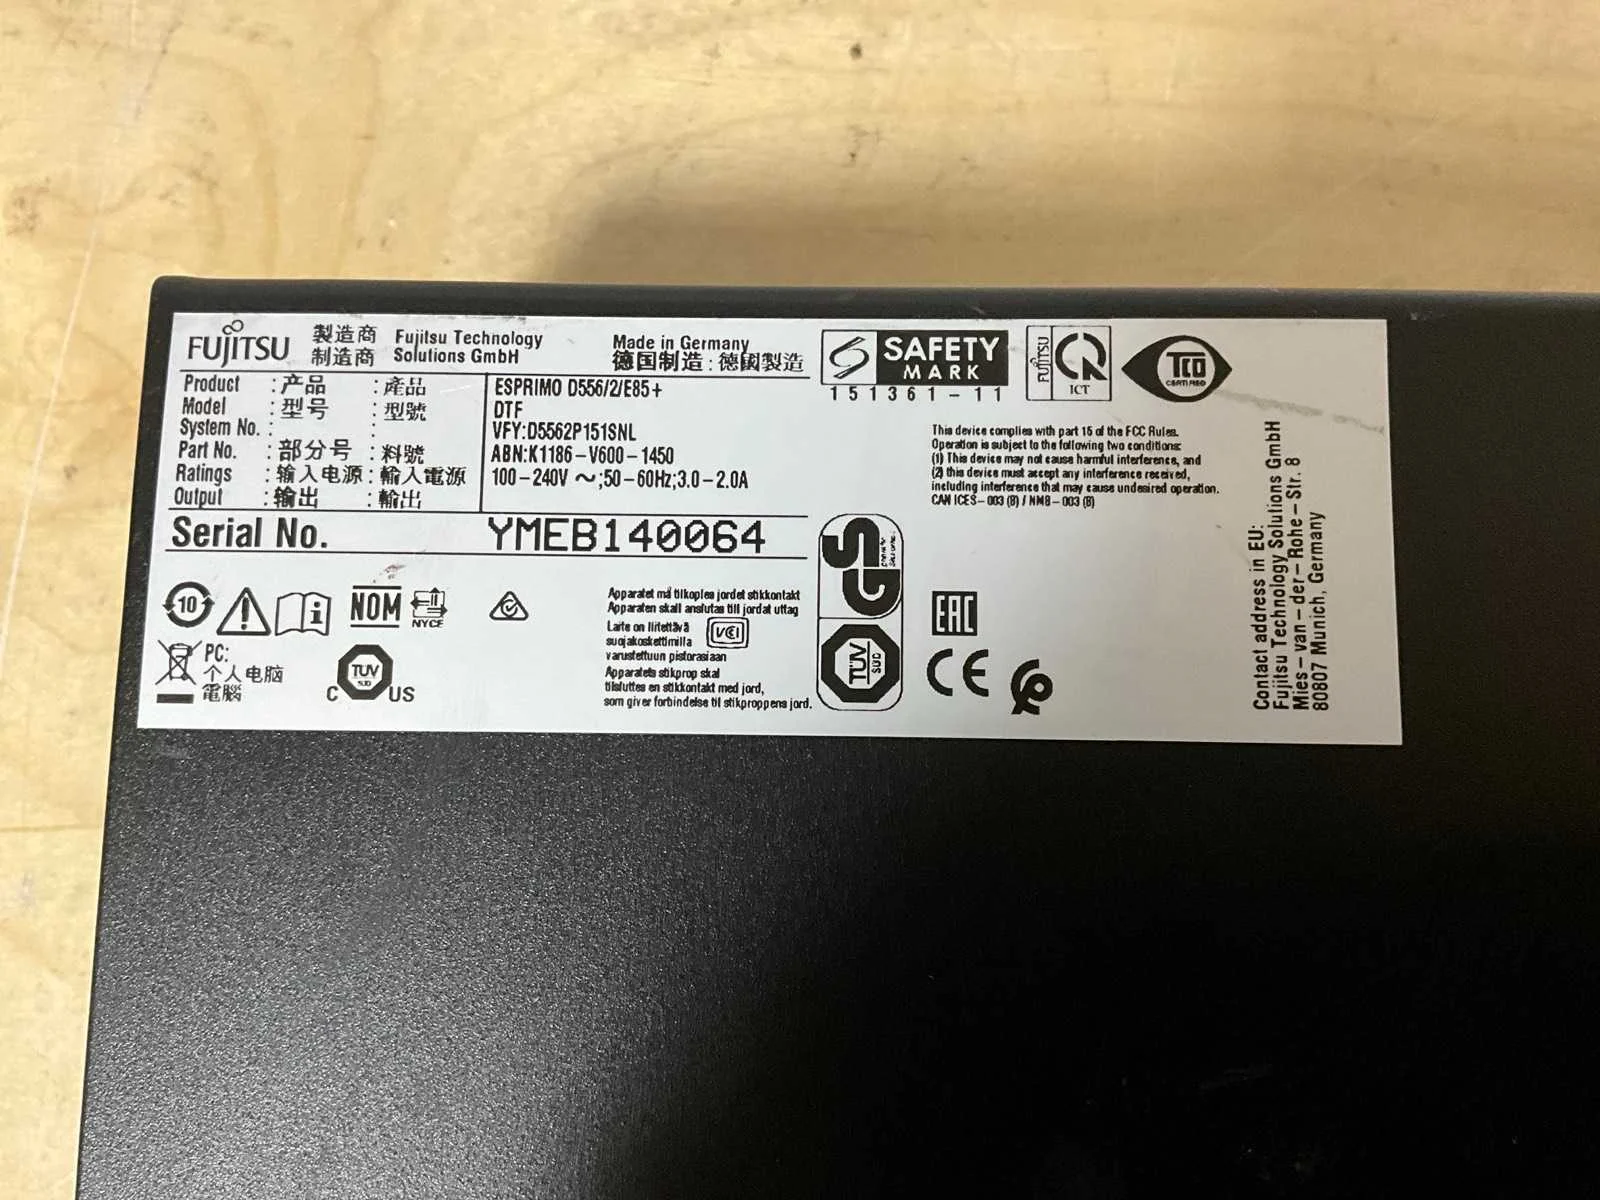 FUJITSU
製造商 Fujitsu Technology
制造商 Solutions GmbH
Made in Germany
德国制造：德國製造
SAFETY
MARK
151361-11
FUJITSU
ICT
TCO
CERTIFIED
Product :产品 :產品 ESPRIMO D556/2/E85+
Model :型号 :型號 DTF
System No. : : VFY:D5562P151SNL
Part No. :部分号 :料號 ABN:K1186-V600-1450
Ratings :输入电源 :輸入電源 100-240V ~;50-60Hz;3.0-2.0A
Output :输出 :輸出
Serial No. YMEB140064
This device complies with part 15 of the FCC Rules.
Operation is subject to the following two conditions:
(1) This device may not cause harmful interference, and
(2) this device must accept any interference received,
including interference that may cause undesired operation.
CAN ICES-003 (B) / NMB-003 (B)
10
i
NOM
NYCE
Apparatet må tilkoples jordet stikkontakt
Apparaten skall anslutas till jordat uttag
Laite on liitettävä
suojakoskettimilla
varustettuun pistorasiaan
VCI
Apparatets stikprop skal
tilsluttes en stikkontakt med jord,
som giver forbindelse til stikproppens jord.
GS
TÜV
SÜD
EAC
CE
PC:
个人电脑
電腦
C TÜV SÜD US
Contact address in EU:
Fujitsu Technology Solutions GmbH
Mies-van-der-Rohe-Str. 8
80807 Munich, Germany